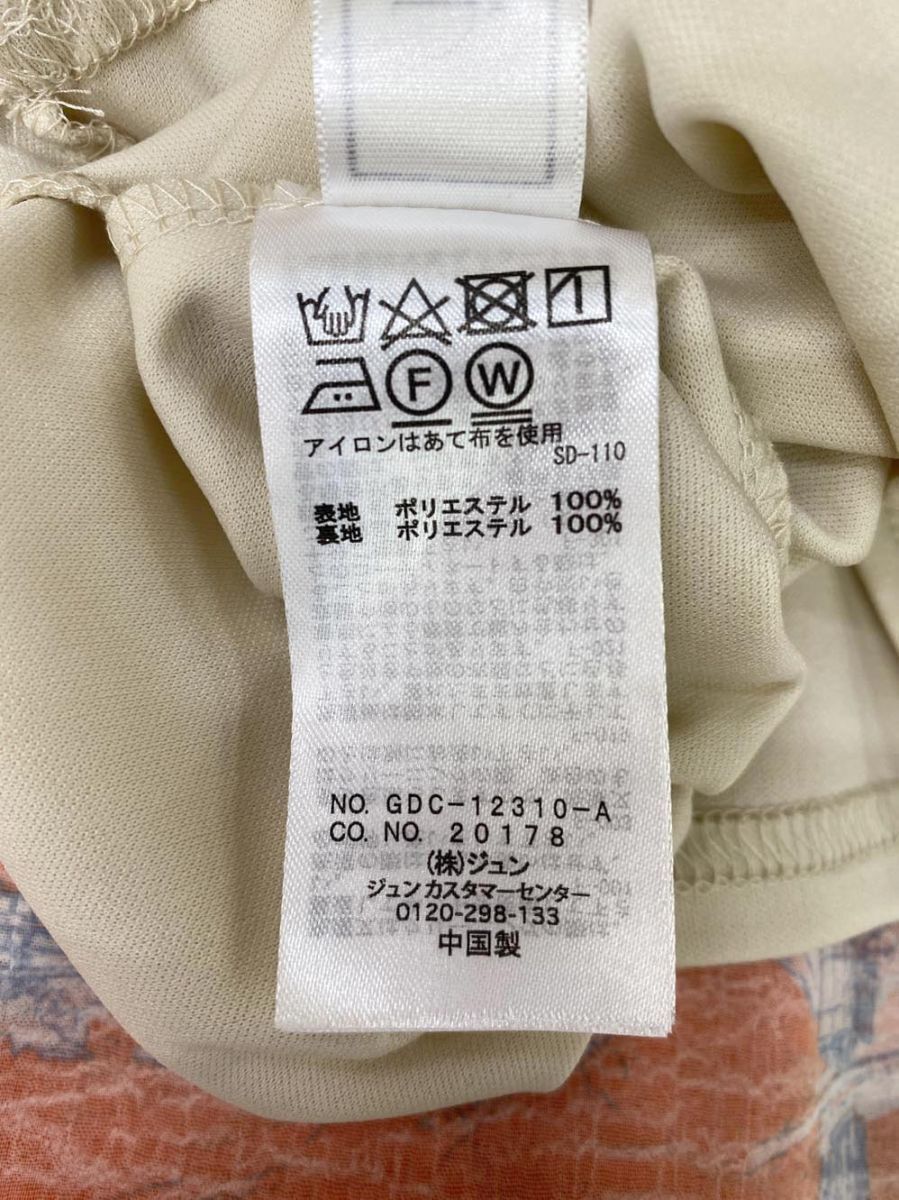 F W
アイロンはあて布を使用
SD-110
表地 ポリエステル 100%
裏地 ポリエステル 100%
NO. GDC-12310-A
CO. NO. 20178
(株)ジュン
ジュンカスタマーセンター
0120-298-133
中国製